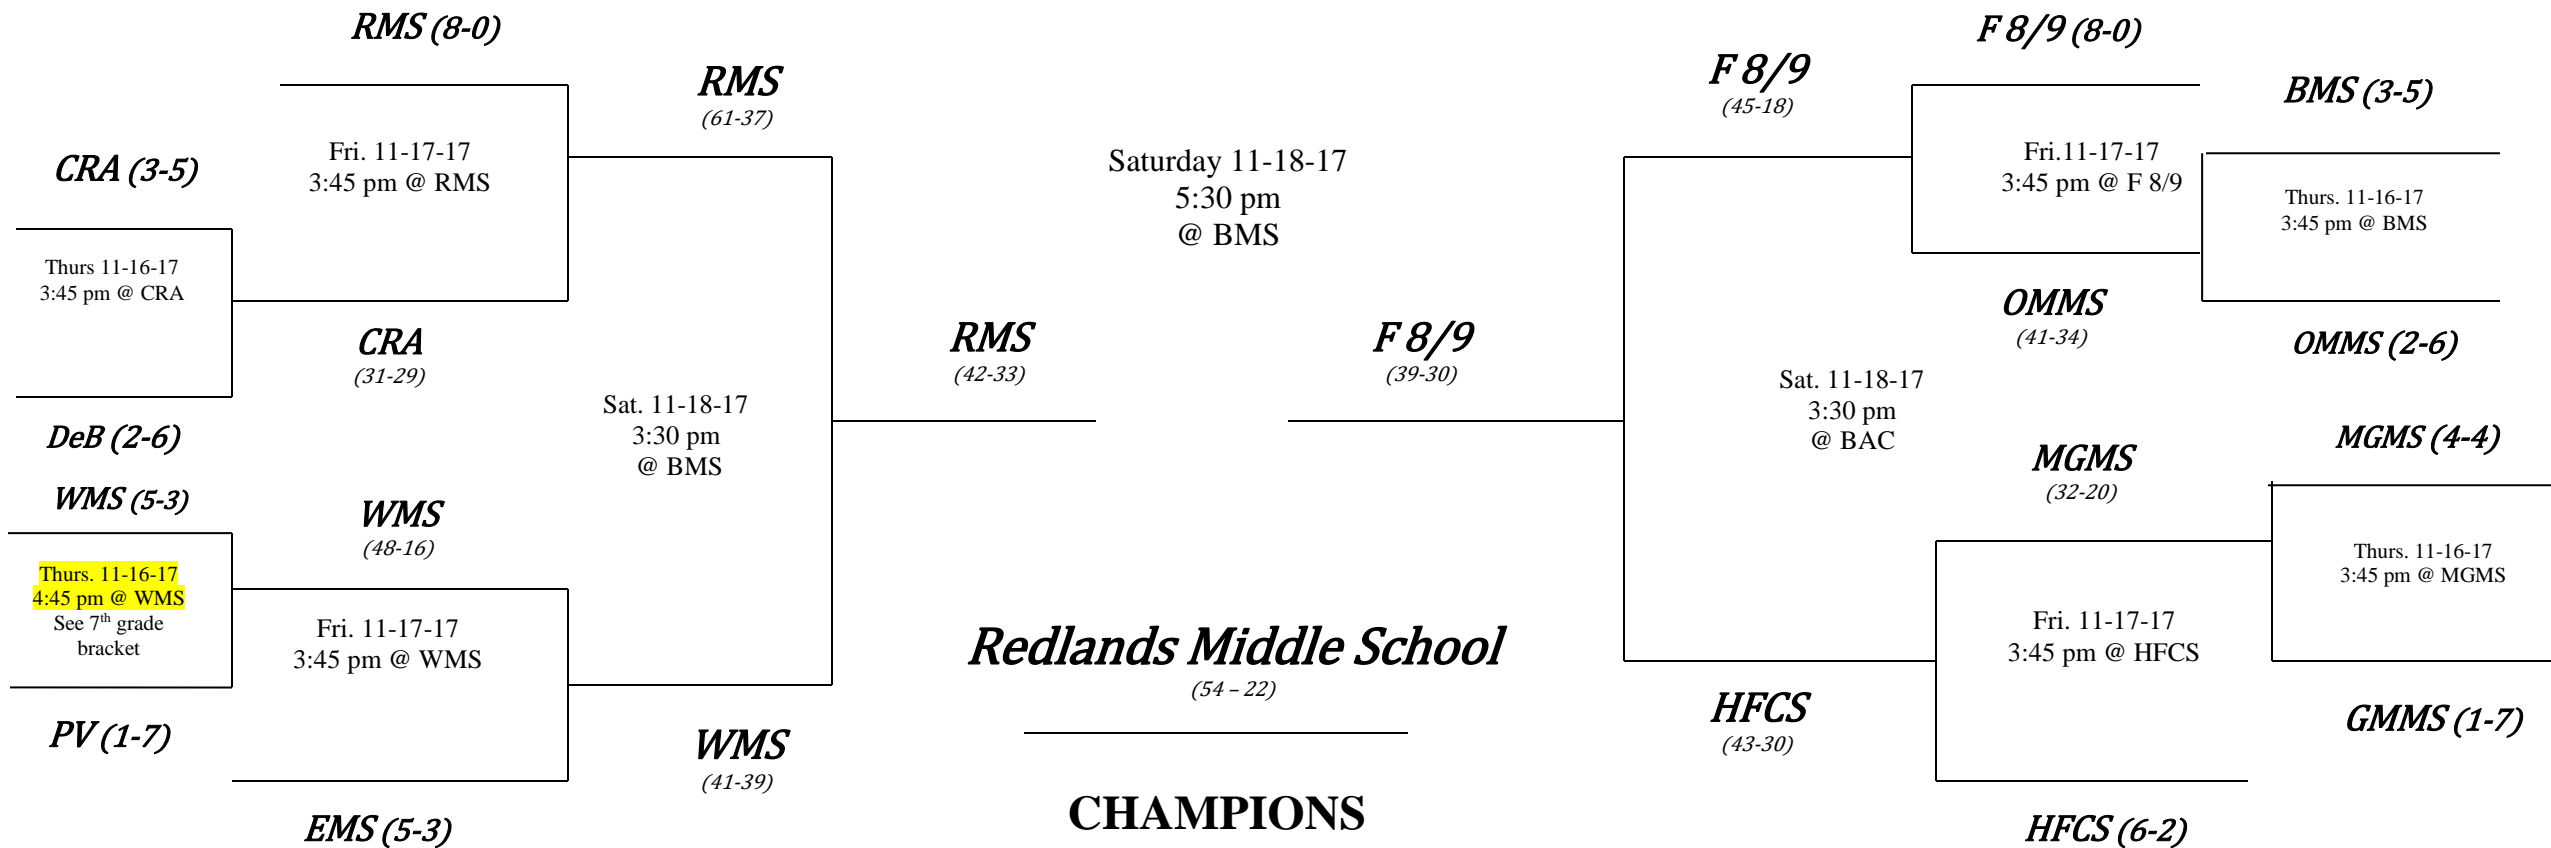 RMS (8-0)
RMS
(61-37)
CRA (3-5)
Fri. 11-17-17
3:45 pm @ RMS
Thurs 11-16-17
3:45 pm @ CRA
CRA
(31-29)
DeB (2-6)
WMS (5-3)
Thurs. 11-16-17
4:45 pm @ WMS
See 7th grade
bracket
PV (1-7)
WMS
(48-16)
Fri. 11-17-17
3:45 pm @ WMS
EMS (5-3)
Sat. 11-18-17
3:30 pm
@ BMS
WMS
(41-39)
RMS
(42-33)
Saturday 11-18-17
5:30 pm
@ BMS
F 8/9
(39-30)
Redlands Middle School
(54 – 22)
CHAMPIONS
F 8/9
(45-18)
F 8/9 (8-0)
BMS (3-5)
Fri.11-17-17
3:45 pm @ F 8/9
Thurs. 11-16-17
3:45 pm @ BMS
OMMS
(41-34)
OMMS (2-6)
Sat. 11-18-17
3:30 pm
@ BAC
MGMS
(32-20)
MGMS (4-4)
Thurs. 11-16-17
3:45 pm @ MGMS
Fri. 11-17-17
3:45 pm @ HFCS
HFCS
(43-30)
GMMS (1-7)
HFCS (6-2)